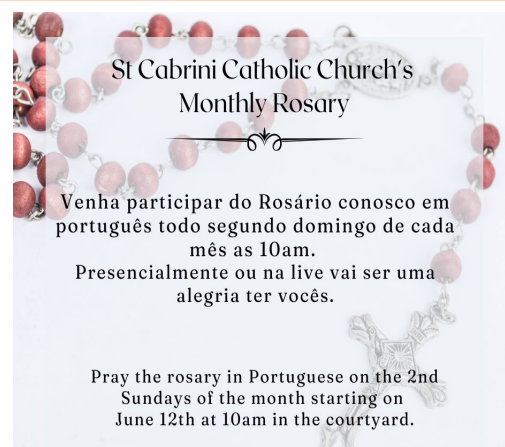 St Cabrini Catholic Church's
Monthly Rosary
Venha participar do Rosário conosco em
português todo segundo domingo de cada
mês as 10am.
Presencialmente ou na live vai ser uma
alegria ter vocês.
Pray the rosary in Portuguese on the 2nd
Sundays of the month starting on
June 12th at 10am in the courtyard.